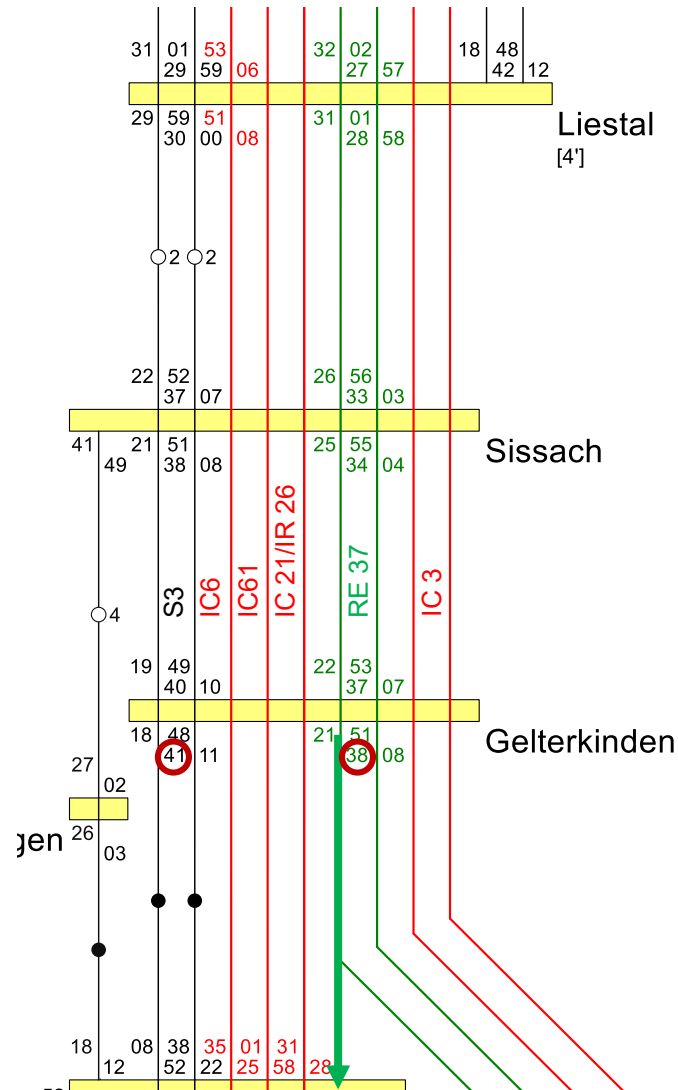 31 01 53 32 02 18 48
29 59 06 27 57 42 12
29 59 51 31 01
30 00 08 28 58
Liestal
[4']
2 2
22 52 26 56
37 07 33 03
41 21 51 25 55
49 38 08 34 04
Sissach
S3
IC6
IC61
IC 21/IR 26
RE 37
IC 3
4
19 49 22 53
40 10 37 07
18 48 21 51
41 11 38 08
Gelterkinden
27
02
26
03
gen
18 08 38 35 01 31
12 52 22 25 58 28